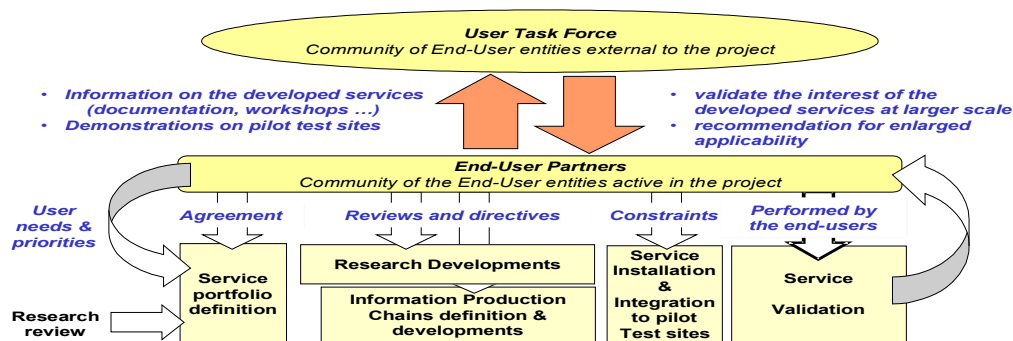 User Task Force
Community of End-User entities external to the project
• Information on the developed services
(documentation, workshops ...)
• Demonstrations on pilot test sites
• validate the interest of the
developed services at larger scale
• recommendation for enlarged
applicability
End-User Partners
Community of the End-User entities active in the project
User
needs &
priorities
Agreement
Reviews and directives
Constraints
Performed by
the end-users
Research
review
Service
portfolio
definition
Research Developments
Information Production
Chains definition &
developments
Service
Installation
&
Integration
to pilot
Test sites
Service
Validation